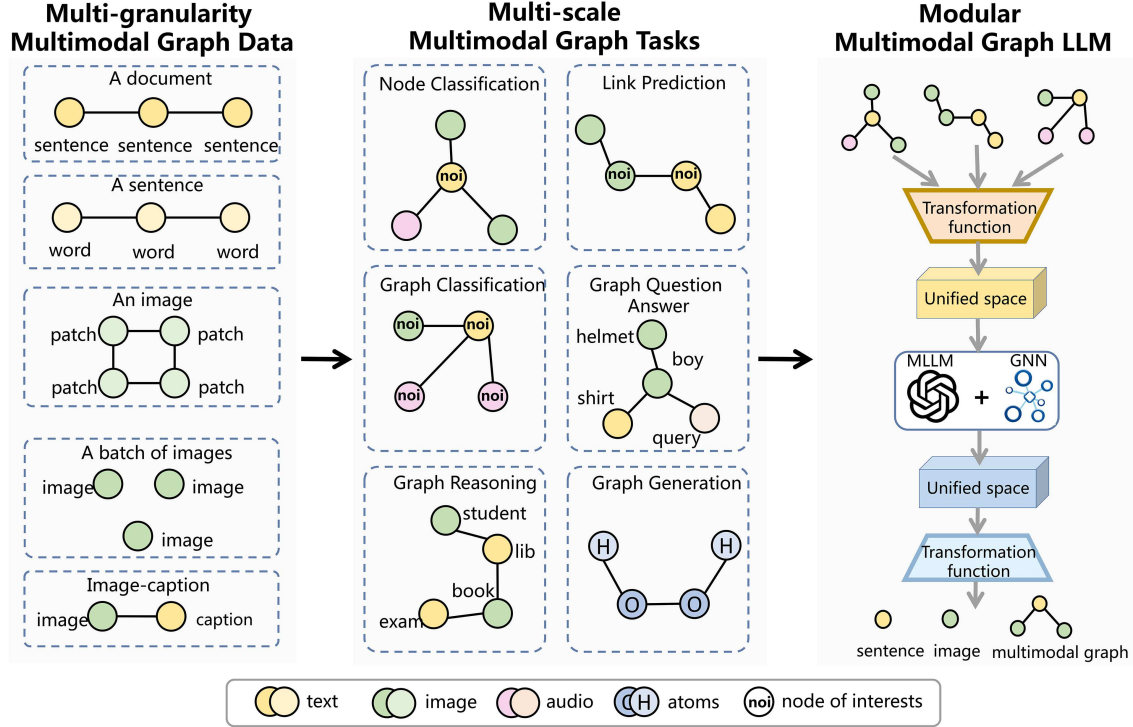 Multi-granularity
Multimodal Graph Data
A document
sentence sentence sentence
A sentence
word word word
An image
patch patch
patch patch
A batch of images
image image
image
Image-caption
image caption
Multi-scale
Multimodal Graph Tasks
Node Classification
noi
Link Prediction
noi noi
Graph Classification
noi noi
noi noi
Graph Question
Answer
helmet
boy
shirt
query
Graph Reasoning
student
lib
book
exam
Graph Generation
H H
O O
Modular
Multimodal Graph LLM
Transformation
function
Unified space
MLLM GNN
+
Unified space
Transformation
function
sentence image multimodal graph
text image audio O H atoms noi node of interests